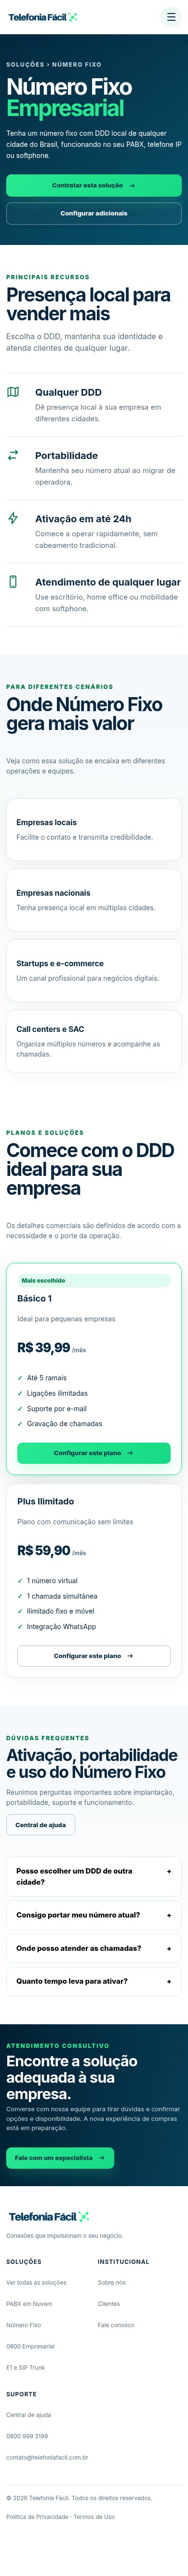 Telefonia Fácil
SOLUÇÕES › NÚMERO FIXO
Número Fixo
Empresarial
Tenha um número fixo com DDD local de qualquer
cidade do Brasil, funcionando no seu PABX, telefone IP
ou softphone.
Contratar esta solução →
Configurar adicionais
PRINCIPAIS RECURSOS
Presença local para
vender mais
Escolha o DDD, mantenha sua identidade e
atenda clientes de qualquer lugar.
Qualquer DDD
Dê presença local à sua empresa em
diferentes cidades.
Portabilidade
Mantenha seu número atual ao migrar de
operadora.
Ativação em até 24h
Comece a operar rapidamente, sem
cabeamento tradicional.
Atendimento de qualquer lugar
Use escritório, home office ou mobilidade
com softphone.
PARA DIFERENTES CENÁRIOS
Onde Número Fixo
gera mais valor
Veja como essa solução se encaixa em diferentes
operações e equipes.
Empresas locais
Facilite o contato e transmita credibilidade.
Empresas nacionais
Tenha presença local em múltiplas cidades.
Startups e e-commerce
Um canal profissional para negócios digitais.
Call centers e SAC
Organize múltiplos números e acompanhe as
chamadas.
PLANOS E SOLUÇÕES
Comece com o DDD
ideal para sua
empresa
Os detalhes comerciais são definidos de acordo com a
necessidade e o porte da operação.
Mais escolhido
Básico 1
Ideal para pequenas empresas
R$ 39,90 /mês
✓ Até 5 ramais
✓ Ligações ilimitadas
✓ Suporte por e-mail
✓ Gravação de chamadas
Configurar este plano →
Plus Ilimitado
Plano com comunicação sem limites
R$ 59,90 /mês
✓ 1 número virtual
✓ 1 chamada simultânea
✓ Ilimitado fixo e móvel
✓ Integração WhatsApp
Configurar este plano →
DÚVIDAS FREQUENTES
Ativação, portabilidade
e uso do Número Fixo
Reunimos perguntas importantes sobre implantação,
portabilidade, suporte e funcionamento.
Central de ajuda
Posso escolher um DDD de outra +
cidade?
Consigo portar meu número atual? +
Onde posso atender as chamadas? +
Quanto tempo leva para ativar? +
ATENDIMENTO CONSULTIVO
Encontre a solução
adequada à sua
empresa.
Converse com nossa equipe para tirar dúvidas e confirmar
opções e disponibilidade. A nova experiência de compras
está em preparação.
Fale com um especialista →
Telefonia Fácil
Conexões que impulsionam o seu negócio.
SOLUÇÕES
Ver todas as soluções
PABX em Nuvem
Número Fixo
0800 Empresarial
E1 e SIP Trunk
INSTITUCIONAL
Sobre nós
Clientes
Fale conosco
SUPORTE
Central de ajuda
0800 999 3199
contato@telefoniafacil.com.br
© 2026 Telefonia Fácil. Todos os direitos reservados.
Política de Privacidade · Termos de Uso